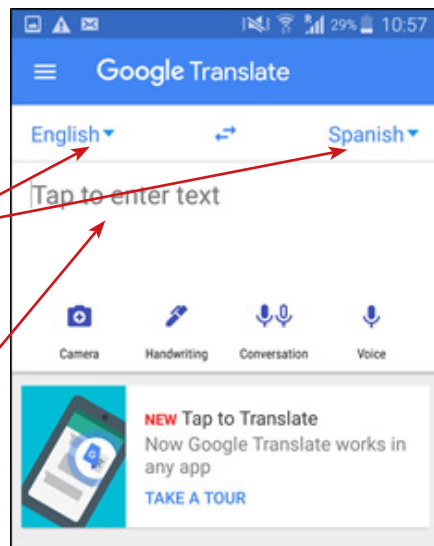 29% 10:57
Google Translate
English Spanish
Tap to enter text
Camera Handwriting Conversation Voice
NEW Tap to Translate
Now Google Translate works in
any app
TAKE A TOUR